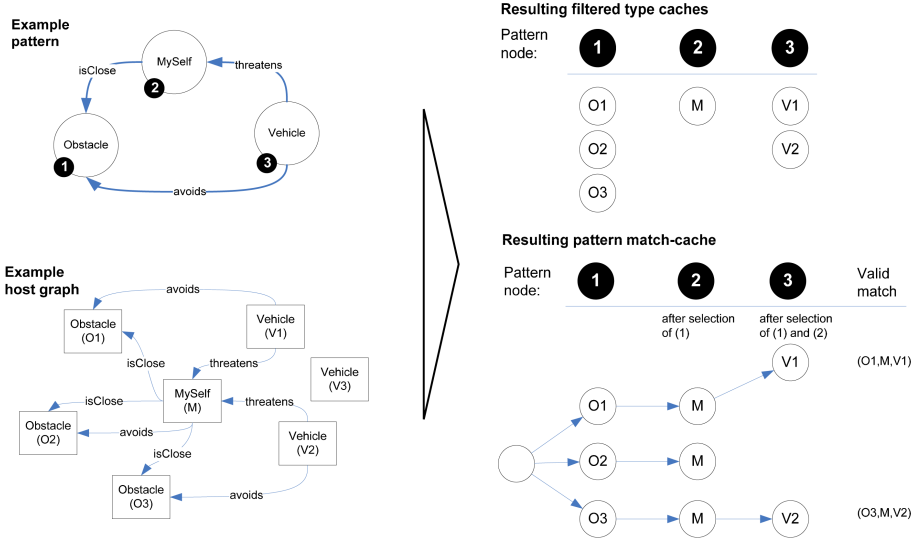 Example
pattern
isClose
MySelf
threatens
2
Obstacle
1
Vehicle
3
avoids
Example
host graph
avoids
Obstacle
(O1)
Vehicle
(V1)
isClose
threatens
Vehicle
(V3)
MySelf
(M)
isClose
threatens
Obstacle
(O2)
avoids
Vehicle
(V2)
isClose
Obstacle
(O3)
avoids
Resulting filtered type caches
Pattern
node:
1
2
3
O1
M
V1
O2
V2
O3
Resulting pattern match-cache
Pattern
node:
1
2
3
Valid
match
after selection
of (1)
after selection
of (1) and (2)
V1
(O1,M,V1)
O1
M
O2
M
O3
M
V2
(O3,M,V2)